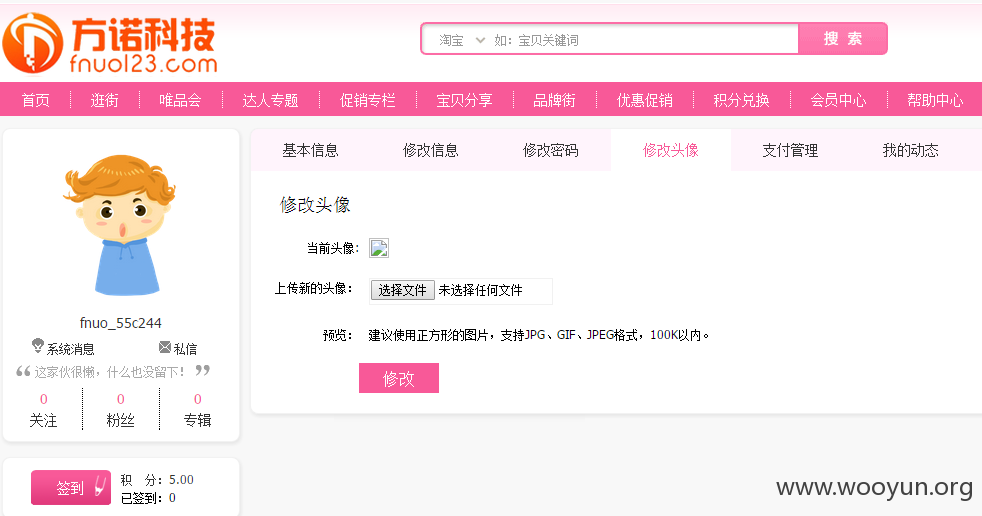 方诺科技
fnuo123.com
淘宝 如：宝贝关键词 搜 索
首页 逛街 唯品会 达人专题 促销专栏 宝贝分享 品牌街 优惠促销 积分兑换 会员中心 帮助中心
基本信息 修改信息 修改密码 修改头像 支付管理 我的动态
修改头像
当前头像：
上传新的头像： 选择文件 未选择任何文件
预览： 建议使用正方形的图片，支持JPG、GIF、JPEG格式，100K以内。
修改
fnuo_55c244
系统消息 私信
“ 这家伙很懒，什么也没留下！ ”
0 0 0
关注 粉丝 专辑
签到 积 分：5.00
已签到：0
www.wooyun.org